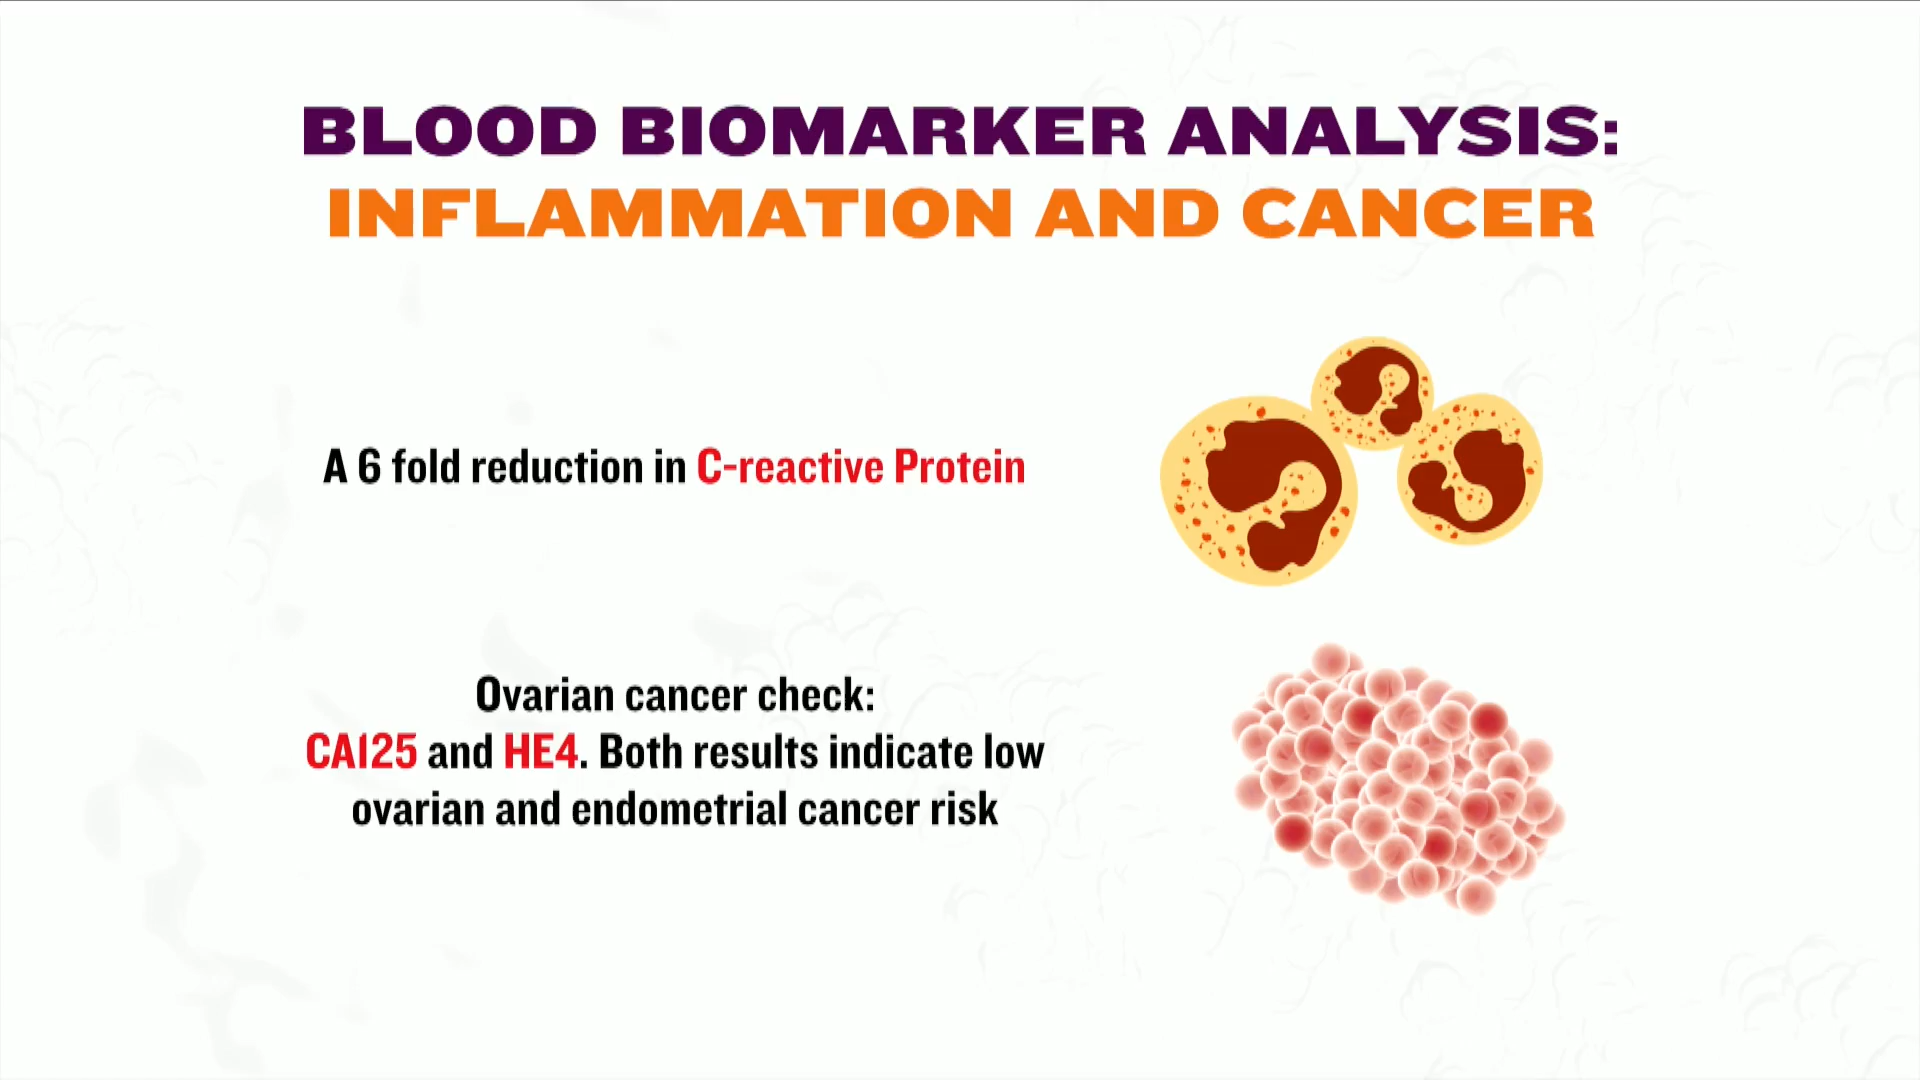 BLOOD BIOMARKER ANALYSIS:
INFLAMMATION AND CANCER
A 6 fold reduction in C-reactive Protein
Ovarian cancer check:
CA125 and HE4. Both results indicate low
ovarian and endometrial cancer risk